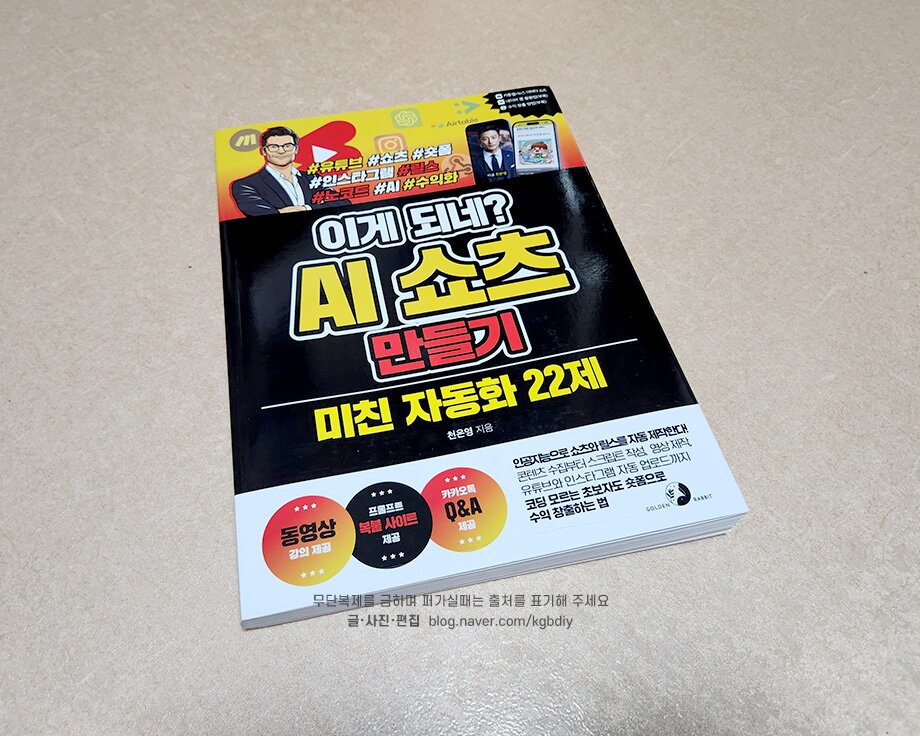 Airtable
#유튜브 #쇼츠 #숏폼
#인스타그램 #릴스
#노코드 #AI #수익화
이게 되네?
AI 쇼츠
만들기
미친 자동화 22제
천은영 지음
인공지능으로 쇼츠와 릴스를 자동 제작한다!
콘텐츠 수집부터 스크립트 작성, 영상 제작,
유튜브와 인스타그램 자동 업로드까지
코딩 모르는 초보자도 숏폼으로
수익 창출하는 법
동영상
강의 제공
프롬프트
복붙 사이트
제공
카카오톡
Q&A
제공
GOLDEN RABBIT
무단복제를 금하며 퍼가실때는 출처를 표기해 주세요
글·사진·편집 blog.naver.com/kgbdiy